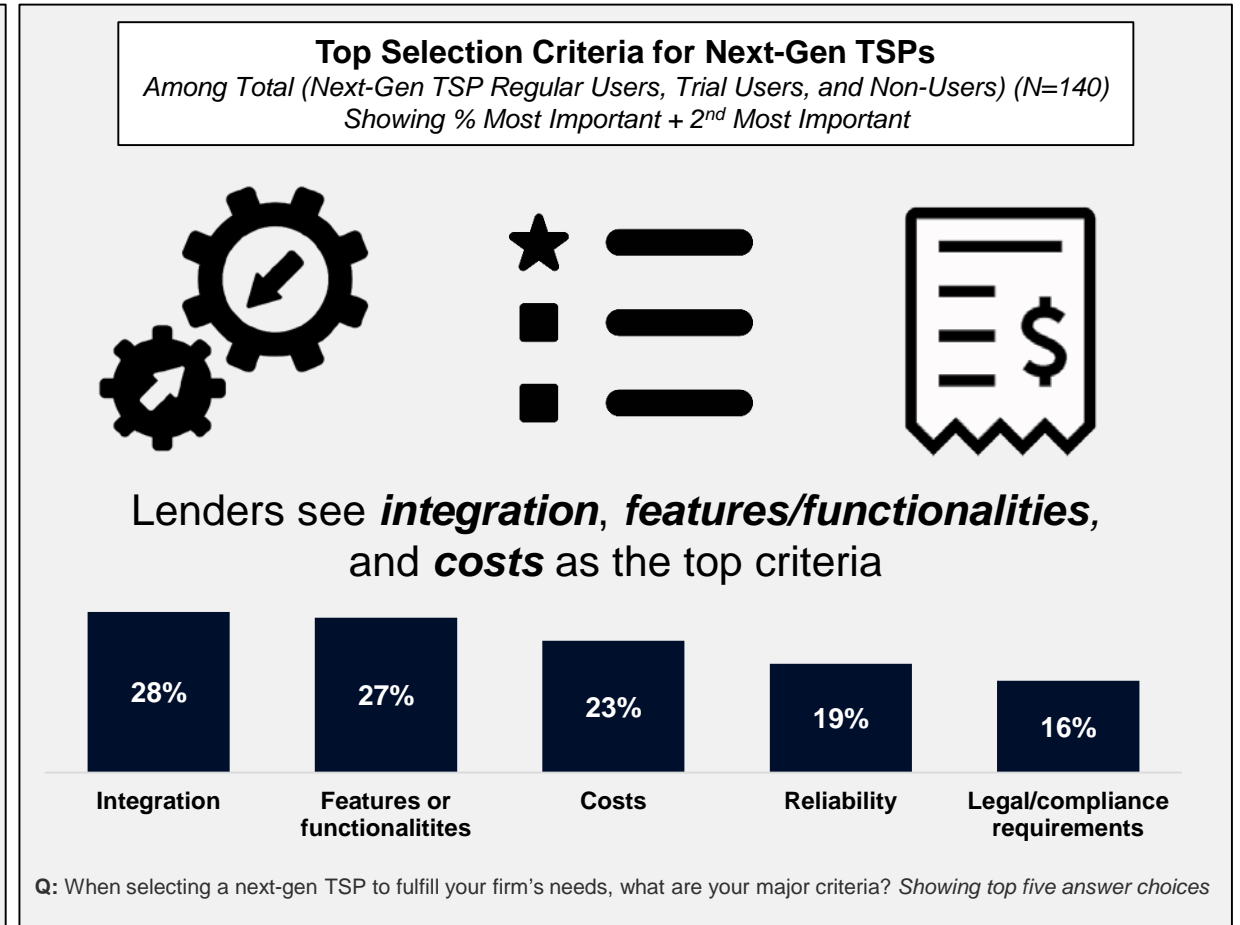 Top Selection Criteria for Next-Gen TSPs
Among Total (Next-Gen TSP Regular Users, Trial Users, and Non-Users) (N=140)
Showing % Most Important + 2nd Most Important
$
Lenders see integration, features/functionalities,
and costs as the top criteria
28%
27%
23%
19%
16%
Integration
Features or
functionalitites
Costs
Reliability
Legal/compliance
requirements
Q: When selecting a next-gen TSP to fulfill your firm’s needs, what are your major criteria? Showing top five answer choices